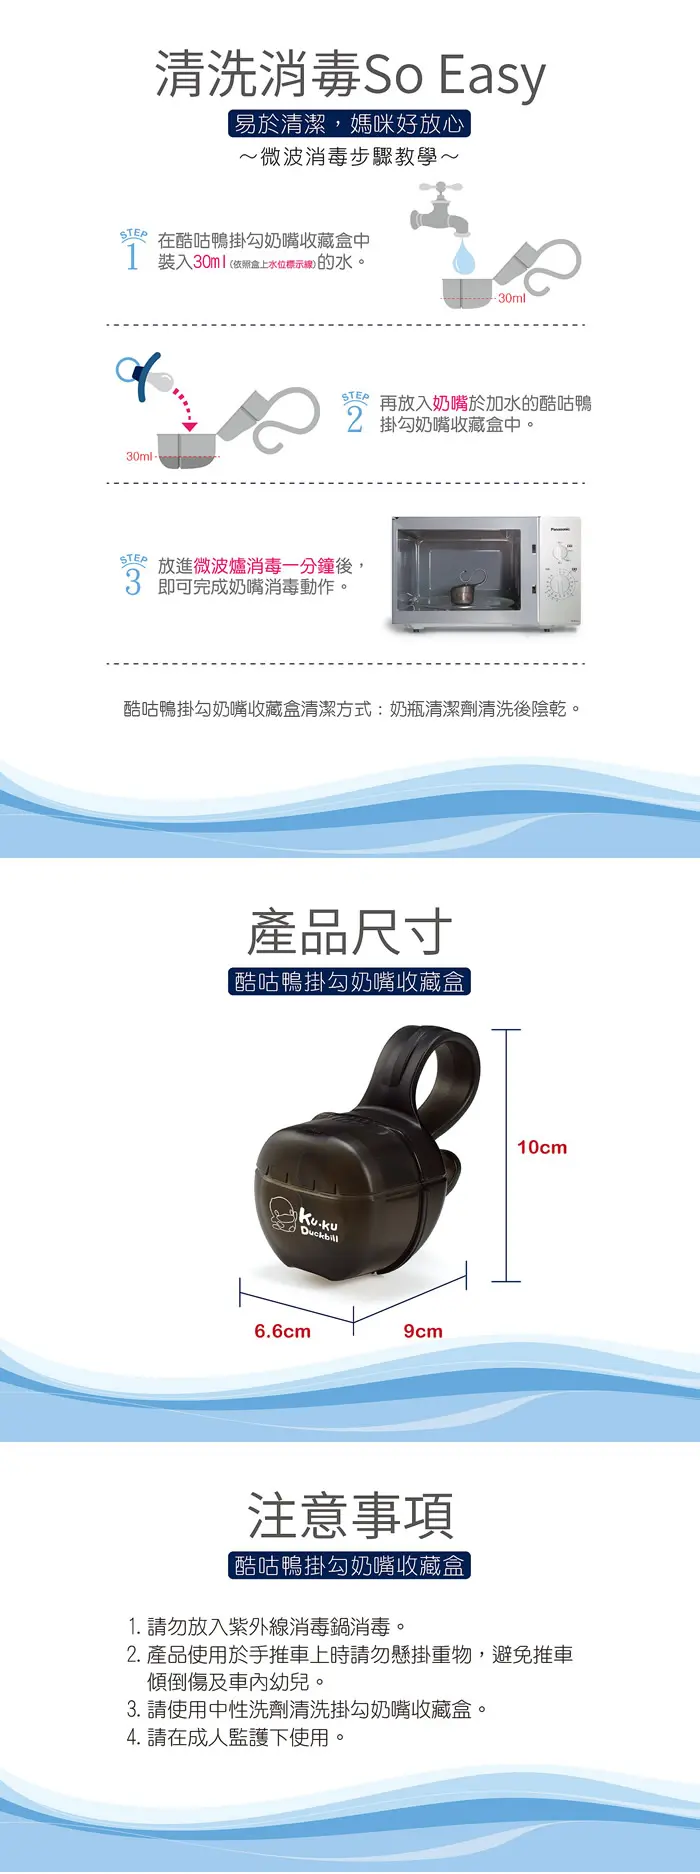 清洗消毒So Easy
易於清潔，媽咪好放心
～微波消毒步驟教學～
STEP 1
在酷咕鴨掛勾奶嘴收藏盒中
裝入30ml(依照盒上水位標示線)的水。
30ml
STEP 2
再放入奶嘴於加水的酷咕鴨
掛勾奶嘴收藏盒中。
30ml
STEP 3
放進微波爐消毒一分鐘後，
即可完成奶嘴消毒動作。
Panasonic
酷咕鴨掛勾奶嘴收藏盒清潔方式：奶瓶清潔劑清洗後陰乾。
產品尺寸
酷咕鴨掛勾奶嘴收藏盒
10cm
KU.KU
Duckbill
6.6cm
9cm
注意事項
酷咕鴨掛勾奶嘴收藏盒
1. 請勿放入紫外線消毒鍋消毒。
2. 產品使用於手推車上時請勿懸掛重物，避免推車
傾倒傷及車內幼兒。
3. 請使用中性洗劑清洗掛勾奶嘴收藏盒。
4. 請在成人監護下使用。